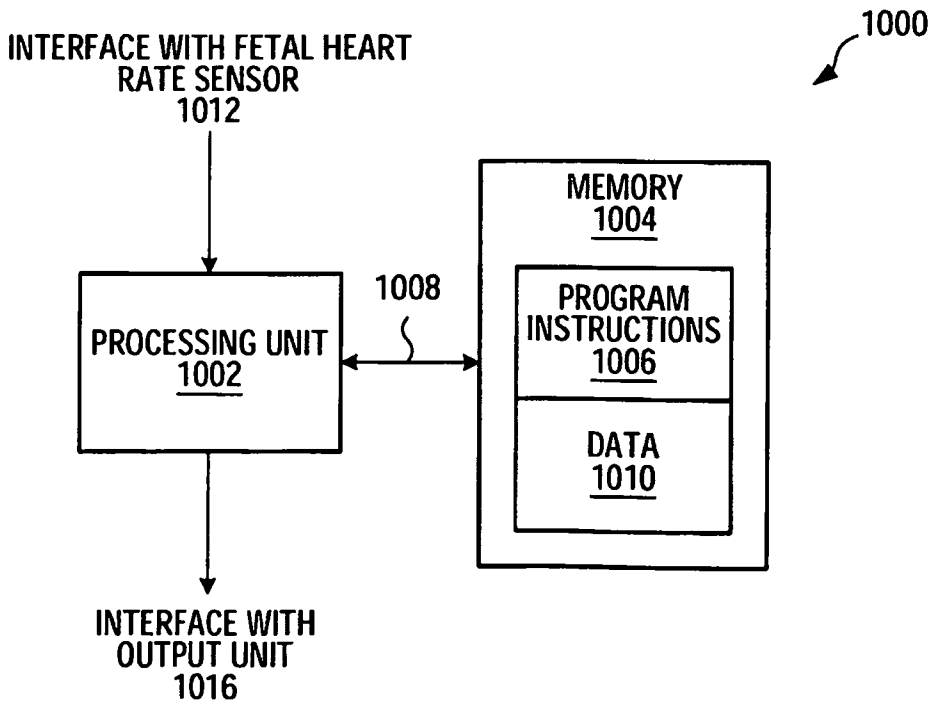 1000
INTERFACE WITH FETAL HEART
RATE SENSOR
1012
MEMORY
1004
1008
PROGRAM
INSTRUCTIONS
1006
PROCESSING UNIT
1002
DATA
1010
INTERFACE WITH
OUTPUT UNIT
1016